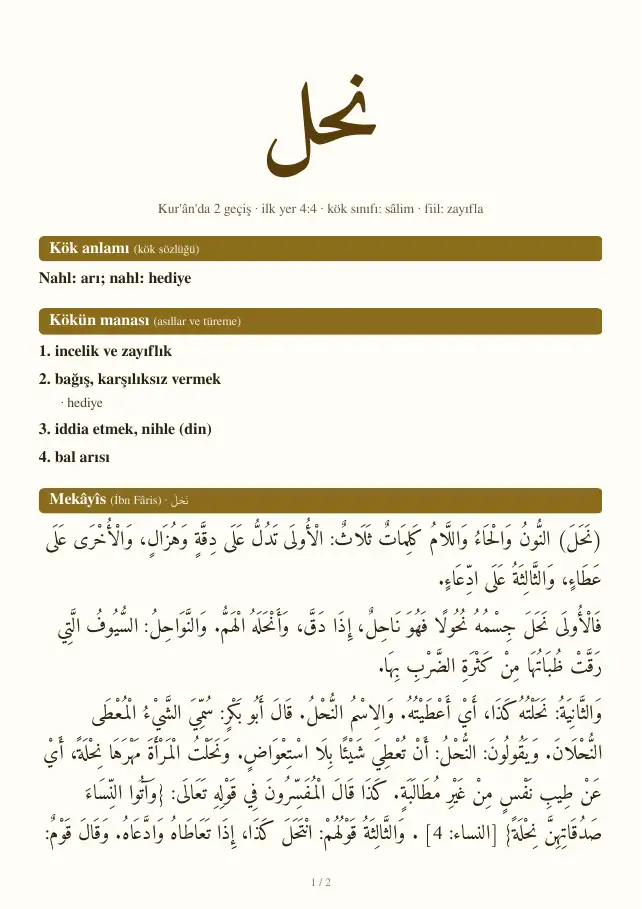 نحل
Kur'ân'da 2 geçiş · ilk yer 4:4 · kök sınıfı: sâlim · fiil: zayıfla
Kök anlamı (kök sözlüğü)
Nahl: arı; nahl: hediye
Kökün manası (asıllar ve türeme)
1. incelik ve zayıflık
2. bağış, karşılıksız vermek
· hediye
3. iddia etmek, nihle (din)
4. bal arısı
Mekâyîs (İbn Fâris) · نَحَلَ
(نَحَلَ) النُّونُ وَالْحَاءُ وَاللَّامُ كَلِمَاتٌ ثَلَاثٌ: الْأُولَى تَدُلُّ عَلَى دِقَّةٍ وَهُزَالٍ، وَالْأُخْرَى عَلَى
عَطَاءٍ، وَالثَّالِثَةُ عَلَى ادِّعَاءٍ.
فَالْأُولَى نَحَلَ جِسْمُهُ نُحُولًا فَهُوَ نَاحِلٌ، إِذَا دَقَّ، وَأَنْحَلَهُ الْهَمُّ. وَالنَّوَاحِلُ: السُّيُوفُ الَّتِي
رَقَّتْ ظُبَاتُهَا مِنْ كَثْرَةِ الضَّرْبِ بِهَا.
وَالثَّانِيَةُ: نَحَلْتُهُ كَذَا، أَيْ أَعْطَيْتُهُ. وَالِاسْمُ النُّحْلُ. قَالَ أَبُو بَكْرٍ: سُمِّيَ الشَّيْءُ الْمُعْطَى
النُّحْلَانَ. وَيَقُولُونَ: النُّحْلُ: أَنْ تُعْطِيَ شَيْئًا بِلَا اسْتِعْوَاضٍ. وَنَحَلْتُ الْمَرْأَةَ مَهْرَهَا نِحْلَةً، أَيْ
عَنْ طِيبِ نَفْسٍ مِنْ غَيْرِ مُطَالَبَةٍ. كَذَا قَالَ الْمُفَسِّرُونَ فِي قَوْلِهِ تَعَالَى: {وَآتُوا النِّسَاءَ
صَدُقَاتِهِنَّ نِحْلَةً} [النساء: 4] . وَالثَّالِثَةُ قَوْلُهُمْ: انْتَحَلَ كَذَا، إِذَا تَعَاطَاهُ وَادَّعَاهُ. وَقَالَ قَوْمٌ:
1 / 2